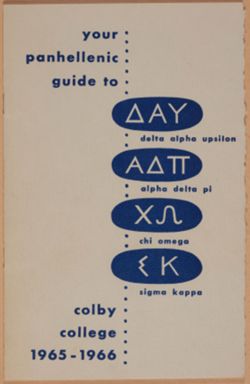 your
panhellenic
guide to
ΔΑΥ
delta alpha upsilon
ΑΔΠ
alpha delta pi
ΧΩ
chi omega
ΣΚ
sigma kappa
colby
college
1965-1966